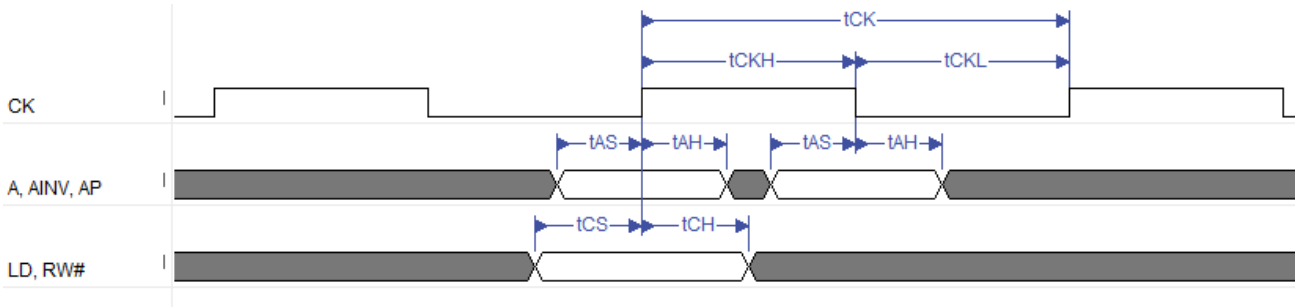 tCK
tCKH tCKL
CK
tAS tAH tAS tAH
A, AINV, AP
tCS tCH
LD, RW#